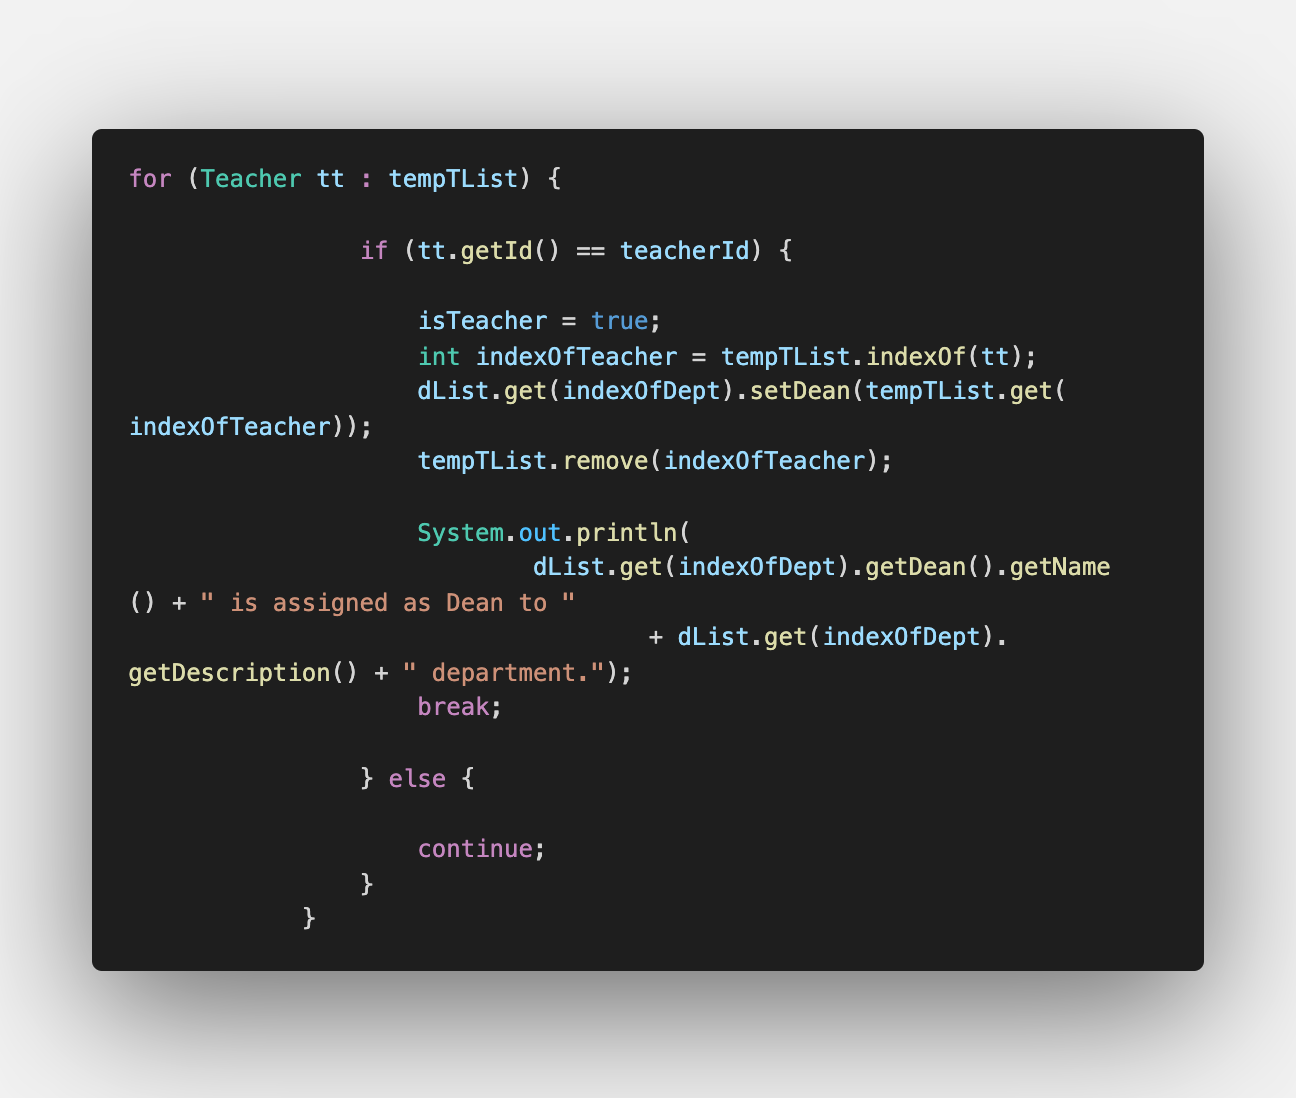 for (Teacher tt : tempTList) {
if (tt.getId() == teacherId) {
isTeacher = true;
int indexOfTeacher = tempTList.indexOf(tt);
dList.get(indexOfDept).setDean(tempTList.get(
indexOfTeacher));
tempTList.remove(indexOfTeacher);
System.out.println(
dList.get(indexOfDept).getDean().getName
() + " is assigned as Dean to "
+ dList.get(indexOfDept).
getDescription() + " department.");
break;
} else {
continue;
}
}